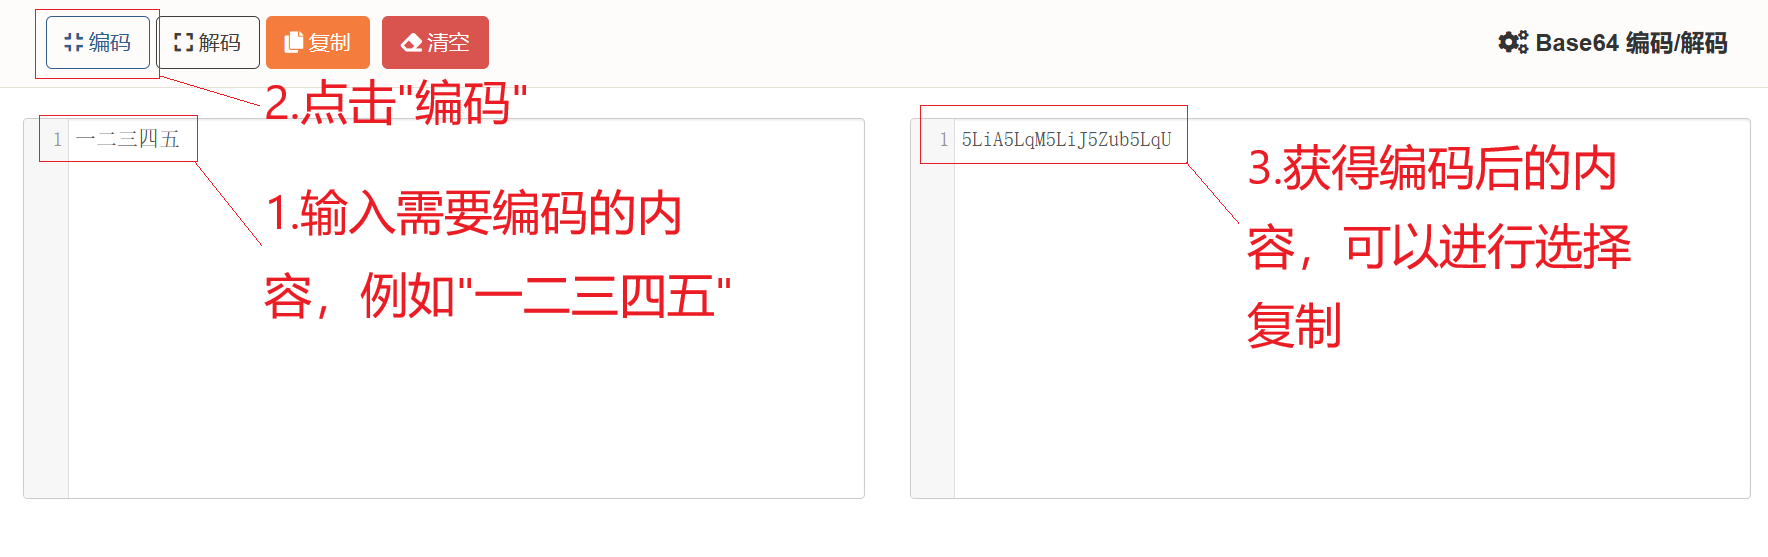 编码 解码 复制 清空 Base64 编码/解码
2.点击"编码"
1 一二三四五
1.输入需要编码的内
容，例如"一二三四五"
1 5LiA5LqM5LiJ5Zub5LqU
3.获得编码后的内
容，可以进行选择
复制